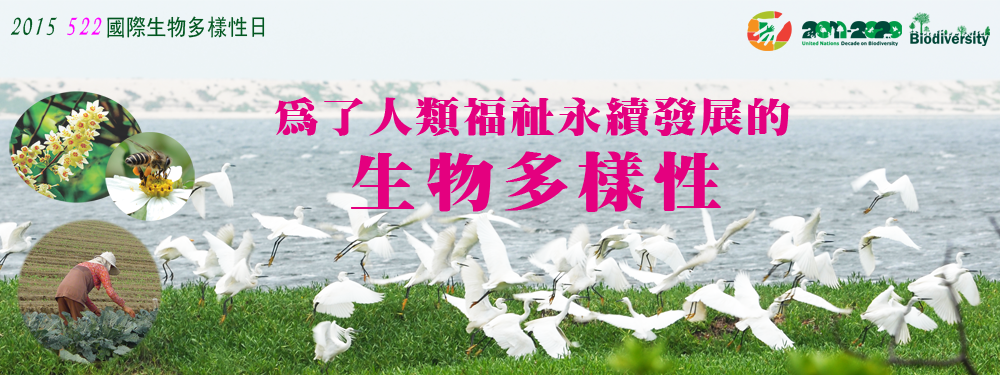 2015 522國際生物多樣性日
2011-2020
United Nations Decade on Biodiversity
Biodiversity
爲了人類福祉永續發展的
生物多樣性